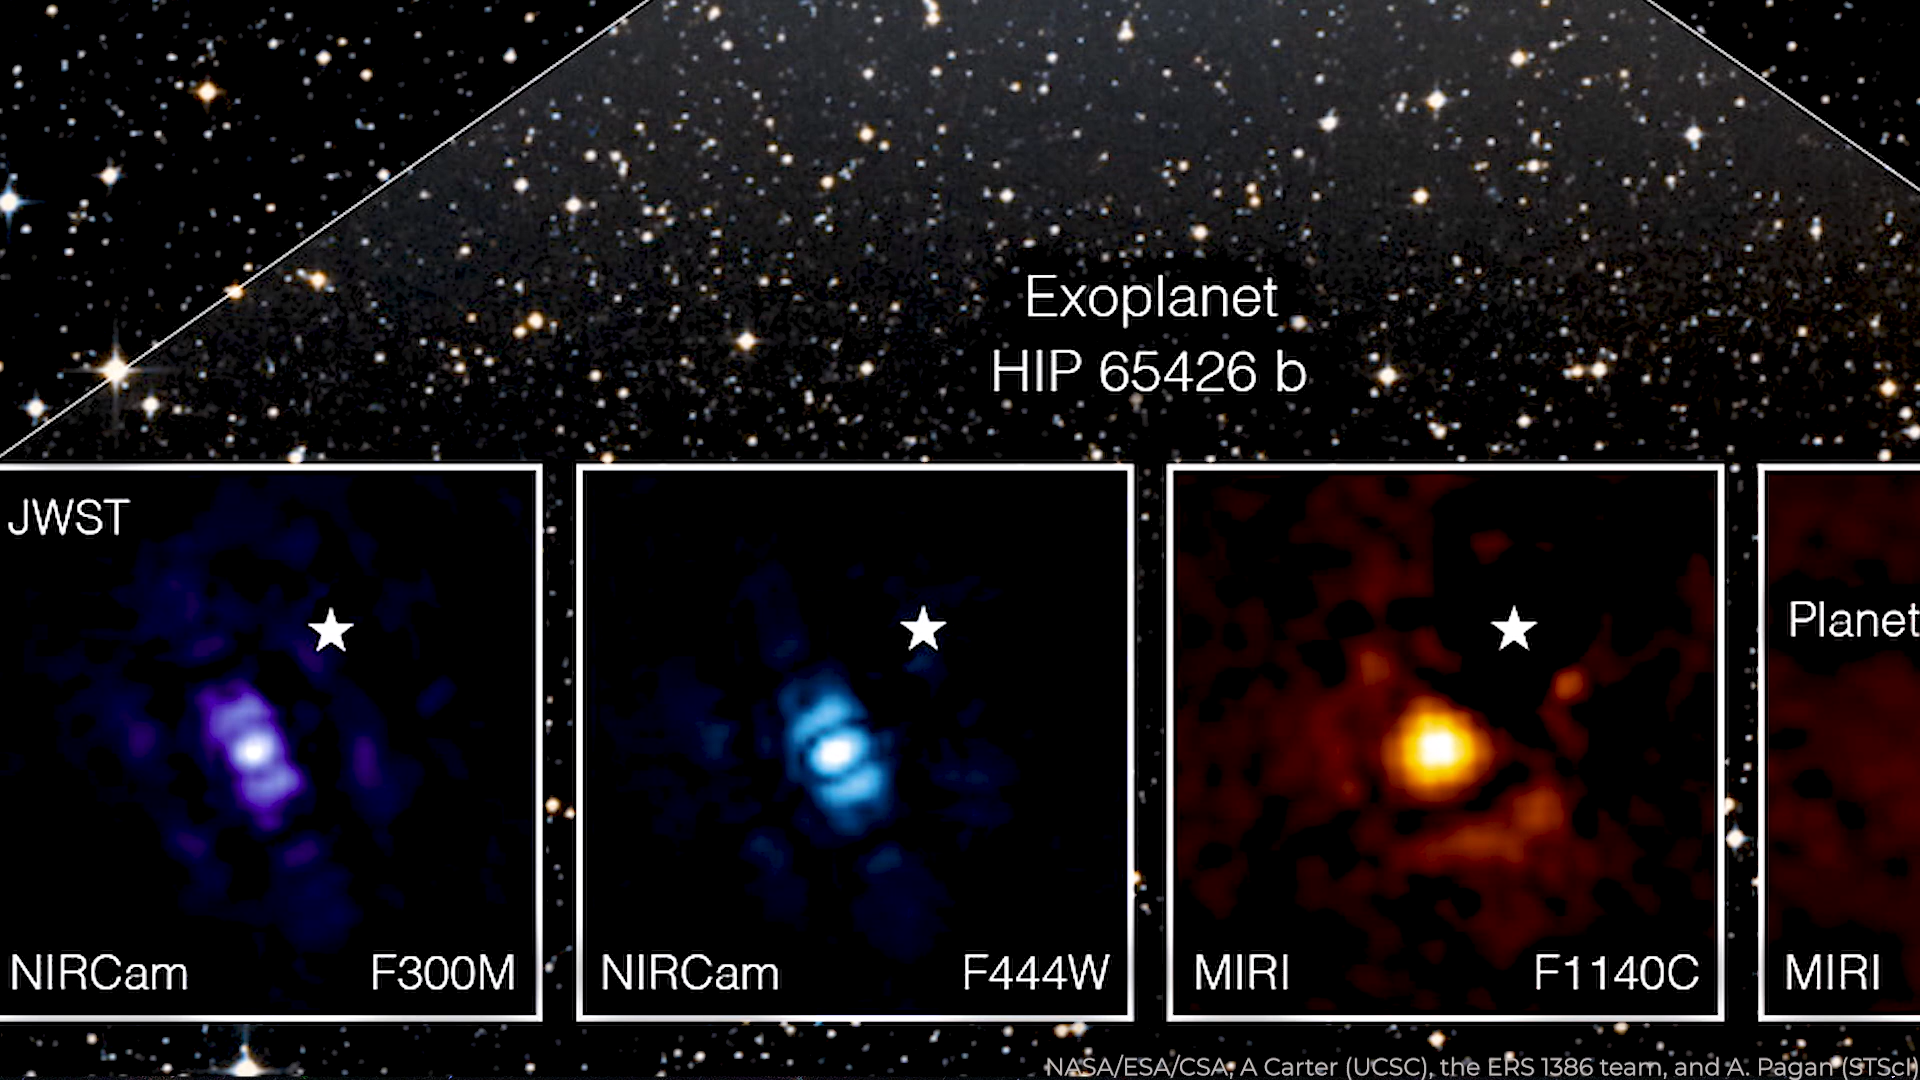 Exoplanet
HIP 65426 b
JWST
Planet
NIRCam
F300M
NIRCam
F444W
MIRI
F1140C
MIRI
NASA/ESA/CSA, A Carter (UCSC), the ERS 1386 team, and A. Pagan (STScI)